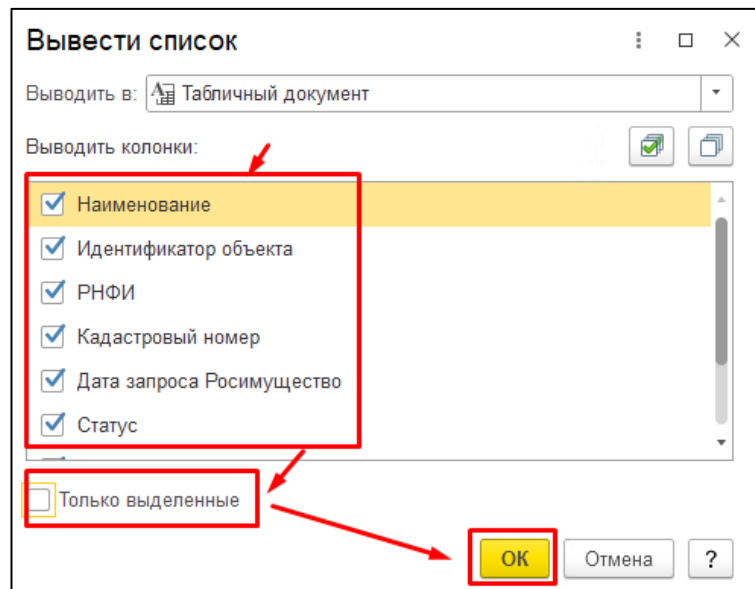 Вывести список
Выводить в: Табличный документ
Выводить колонки:
Наименование
Идентификатор объекта
РНФИ
Кадастровый номер
Дата запроса Росимущество
Статус
Только выделенные
ОК Отмена ?